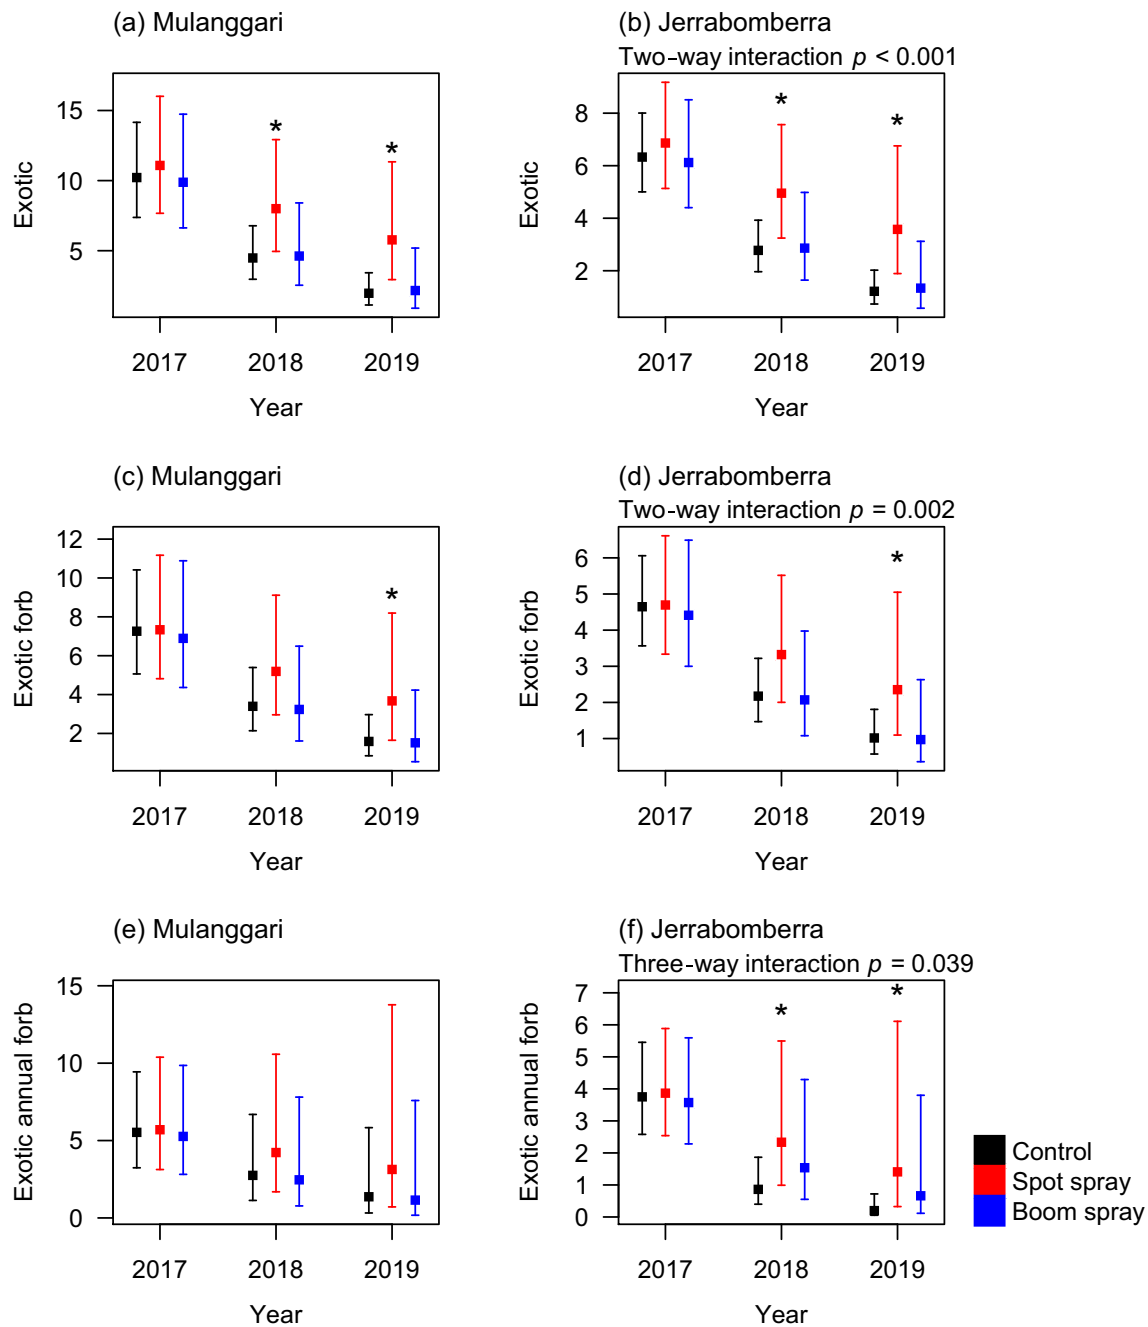 (a) Mulanggari
Exotic
15
10
5
*
*
2017 2018 2019
Year
(b) Jerrabomberra
Two-way interaction p < 0.001
Exotic
8
6
4
2
*
*
2017 2018 2019
Year
(c) Mulanggari
Exotic forb
12
10
8
6
4
2
*
2017 2018 2019
Year
(d) Jerrabomberra
Two-way interaction p = 0.002
Exotic forb
6
5
4
3
2
1
*
2017 2018 2019
Year
(e) Mulanggari
Exotic annual forb
15
10
5
0
2017 2018 2019
Year
(f) Jerrabomberra
Three-way interaction p = 0.039
Exotic annual forb
7
6
5
4
3
2
1
0
*
*
2017 2018 2019
Year
Control
Spot spray
Boom spray